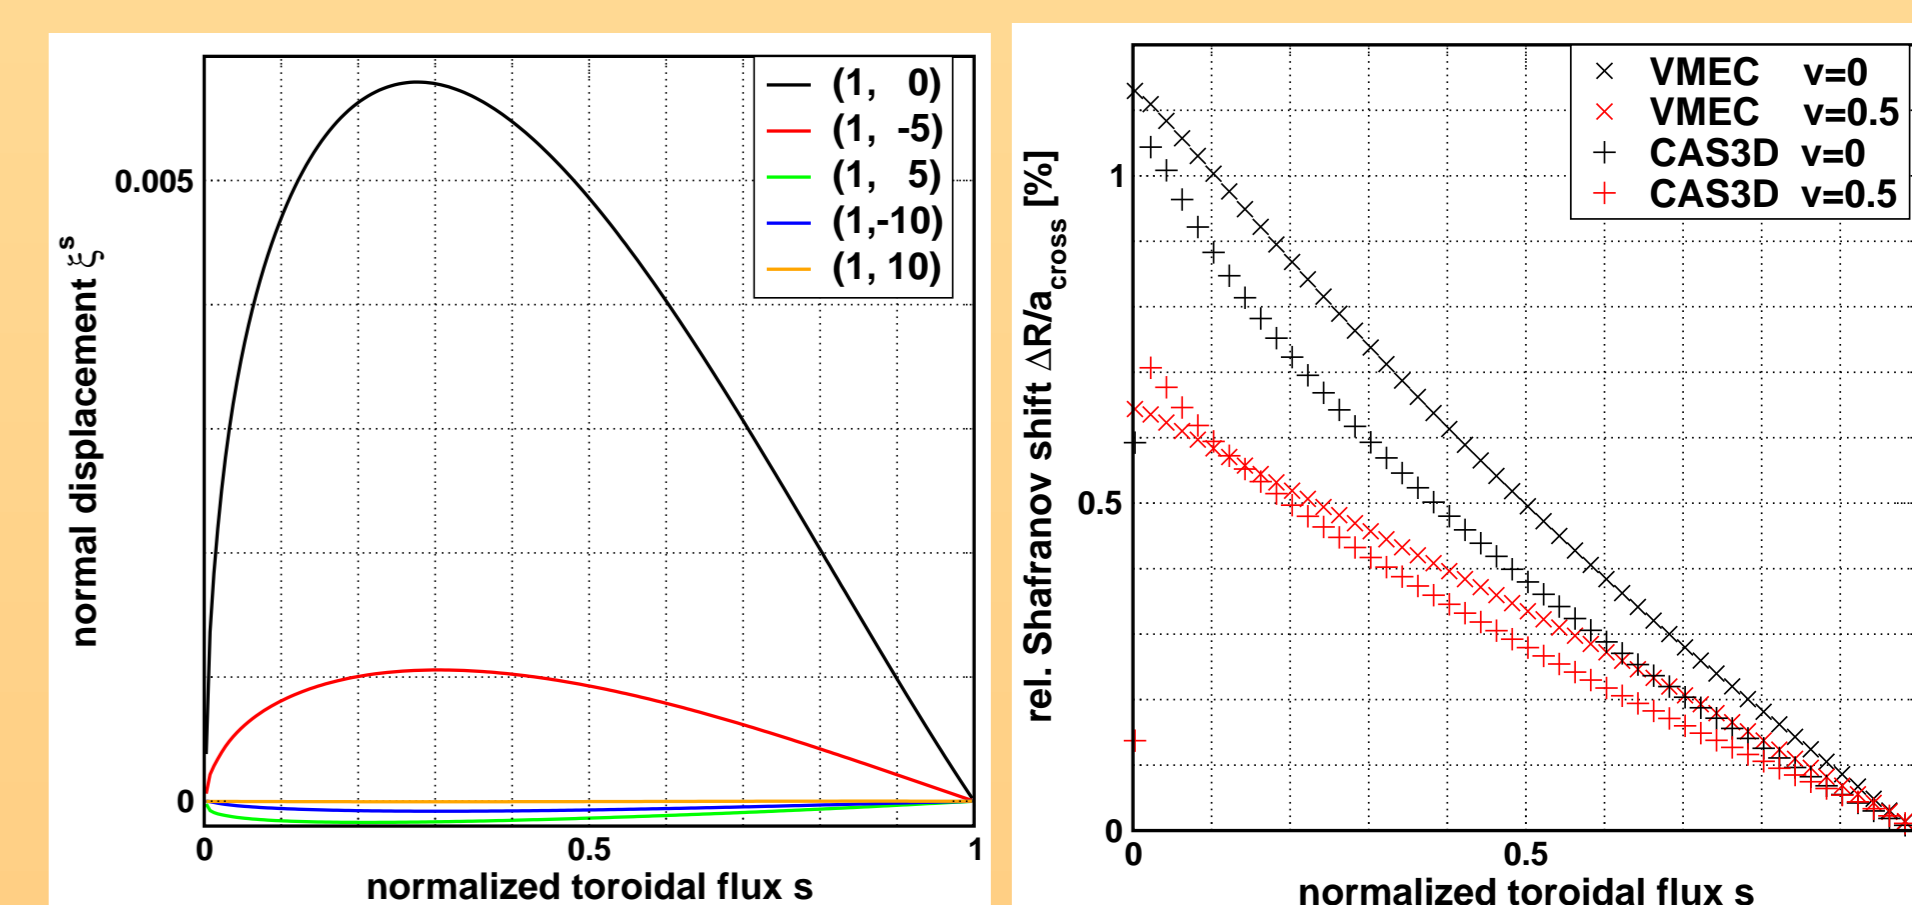 (1, 0)
(1, -5)
(1, 5)
(1,-10)
(1, 10)
0.005
0
0
0.5
1
normal displacement ξˢ
normalized toroidal flux s
VMEC v=0
VMEC v=0.5
CAS3D v=0
CAS3D v=0.5
1
0.5
0
0
0.5
rel. Shafranov shift ΔR/a_cross [%]
normalized toroidal flux s